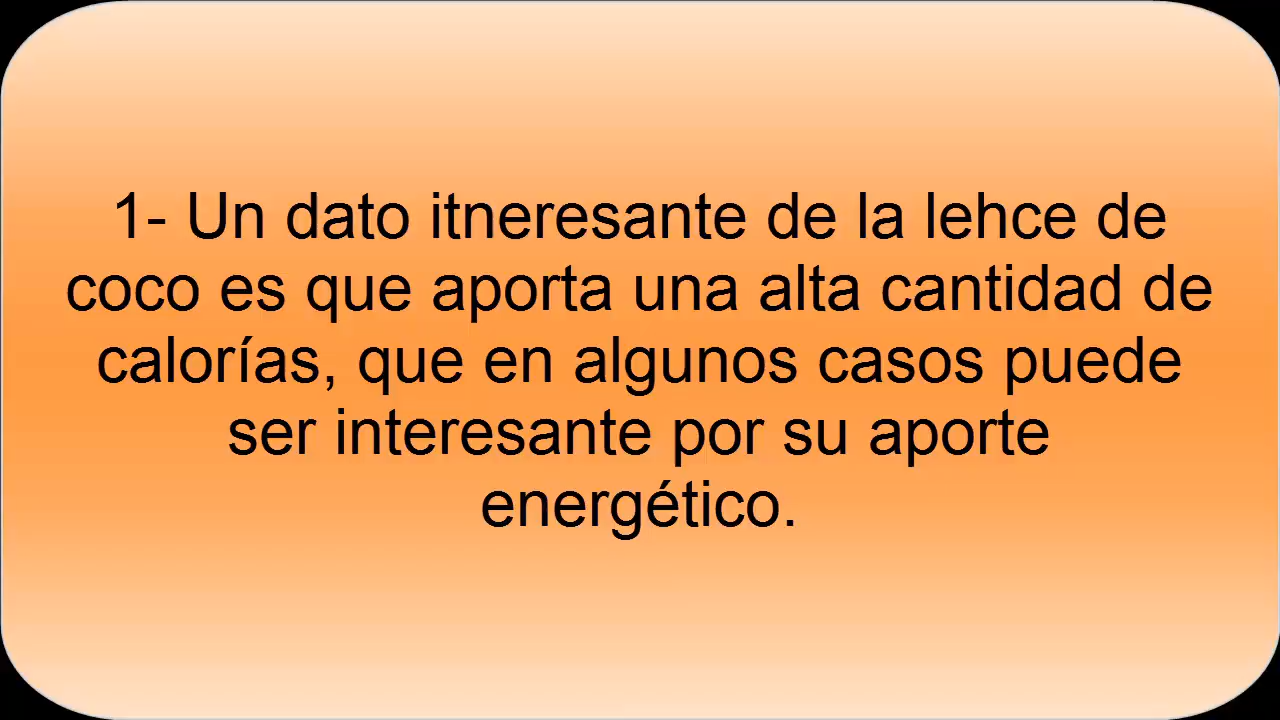 1- Un dato itneresante de la lehce de
coco es que aporta una alta cantidad de
calorías, que en algunos casos puede
ser interesante por su aporte
energético.